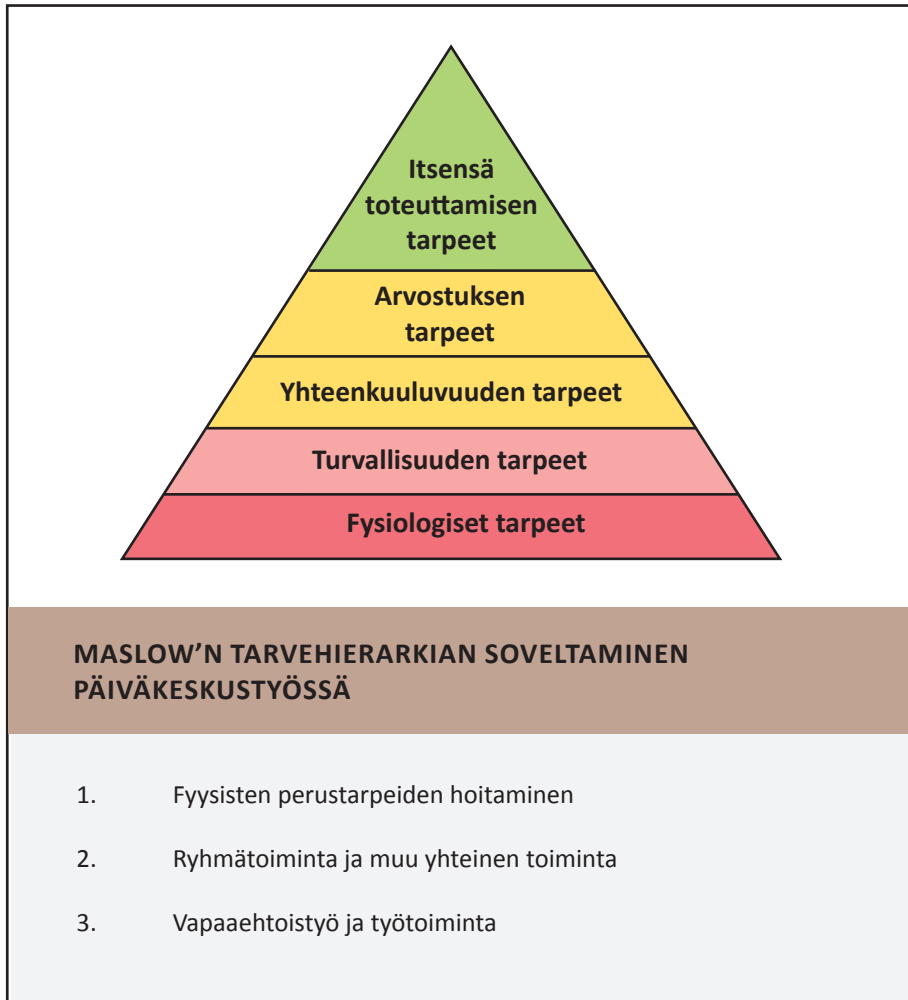 Itsensä
toteuttamisen
tarpeet
Arvostuksen
tarpeet
Yhteenkuuluvuuden tarpeet
Turvallisuuden tarpeet
Fysiologiset tarpeet
MASLOW’N TARVEHIERARKIAN SOVELTAMINEN
PÄIVÄKESKUSTYÖSSÄ
1. Fyysisten perustarpeiden hoitaminen
2. Ryhmätoiminta ja muu yhteinen toiminta
3. Vapaaehtoistyö ja työtoiminta